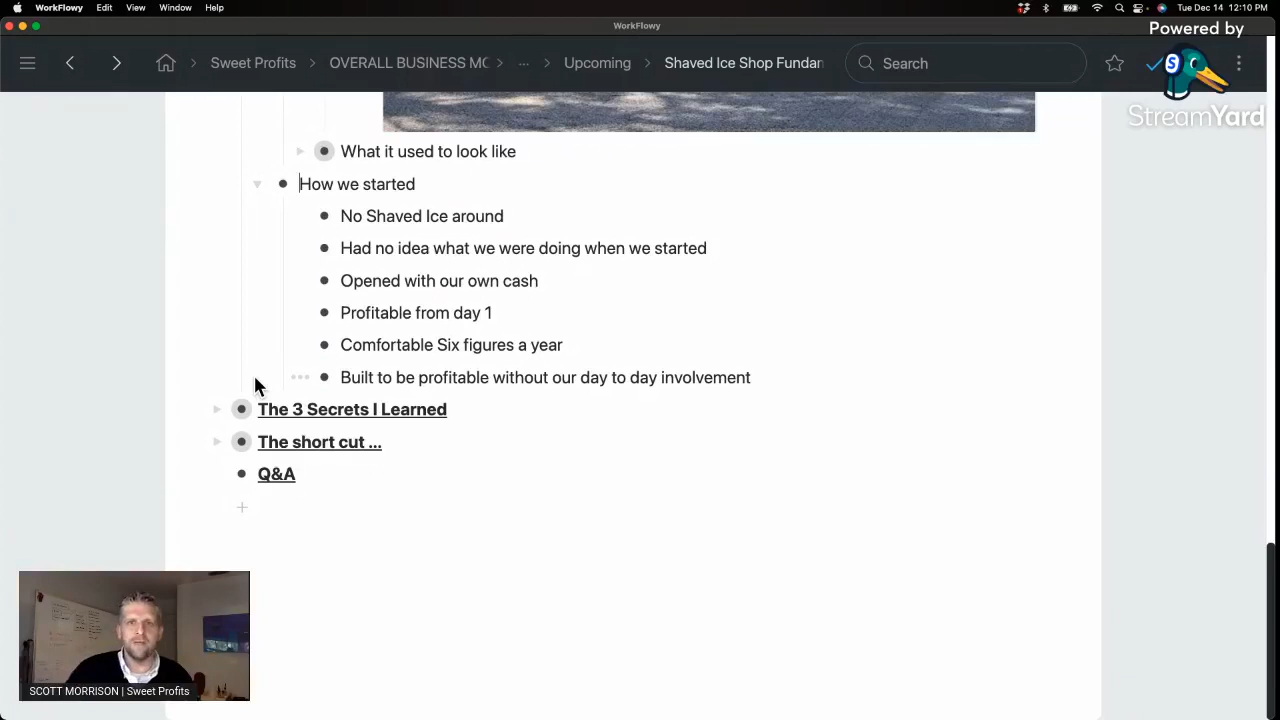 WorkFlowy Edit View Window Help Tue Dec 14 12:10 PM
WorkFlowy
Powered by
Sweet Profits OVERALL BUSINESS MO ... Upcoming Shaved Ice Shop Fundam Search
StreamYard
What it used to look like
How we started
No Shaved Ice around
Had no idea what we were doing when we started
Opened with our own cash
Profitable from day 1
Comfortable Six figures a year
Built to be profitable without our day to day involvement
The 3 Secrets I Learned
The short cut ...
Q&A
SCOTT MORRISON | Sweet Profits